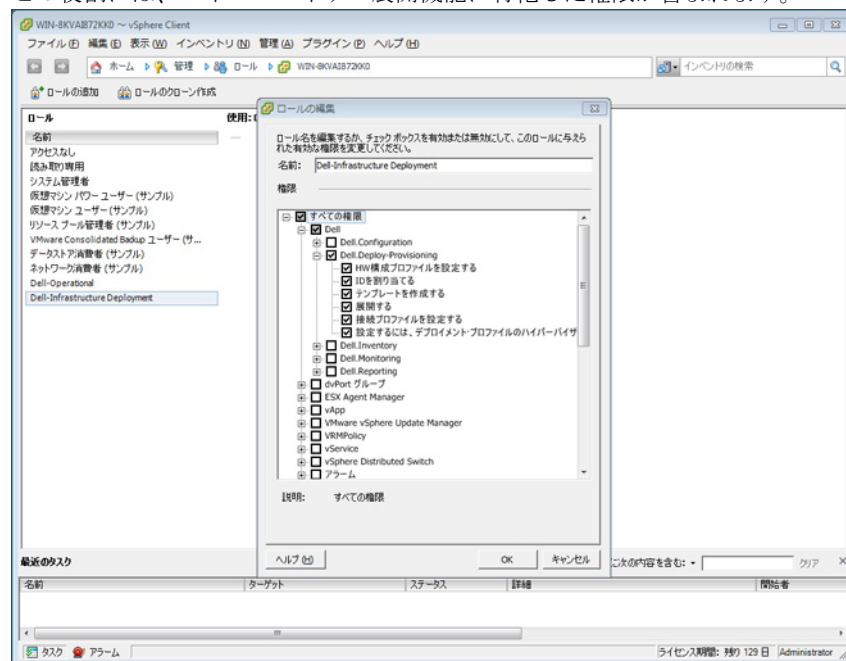 WIN-8KVAIB72KK0 ～ vSphere Client
ファイル(F) 編集(E) 表示(W) インベントリ(N) 管理(A) プラグイン(P) ヘルプ(H)
ホーム 管理 ロール WIN-8KVAIB72KK0
インベントリの検索
ロールの追加 ロールのクローン作成
ロール
使用:
名前
アクセスなし
読み取り専用
システム管理者
仮想マシン パワー ユーザー (サンプル)
仮想マシン ユーザー (サンプル)
リソース プール管理者 (サンプル)
VMware Consolidated Backup ユーザー (サ...
データストア消費者 (サンプル)
ネットワーク消費者 (サンプル)
Dell-Operational
Dell-Infrastructure Deployment
ロールの編集
ロール名を編集するか、チェック ボックスを有効または無効にして、このロールに与えら
れた有効な権限を変更してください。
名前: Dell-Infrastructure Deployment
権限
すべての権限
Dell
Dell.Configuration
Dell.Deploy-Provisioning
HW構成プロファイルを設定する
IDを割り当てる
テンプレートを作成する
展開する
接続プロファイルを設定する
設定するには、デプロイメント・プロファイルのハイパーバイザ
Dell.Inventory
Dell.Monitoring
Dell.Reporting
dvPort グループ
ESX Agent Manager
vApp
VMware vSphere Update Manager
VRMPolicy
vService
vSphere Distributed Switch
アラーム
説明: すべての権限
ヘルプ(H) OK キャンセル
最近のタスク
に次の内容を含む: クリア ×
名前 ターゲット ステータス 詳細 開始者
タスク アラーム
ライセンス期間: 残り 129 日 Administrator